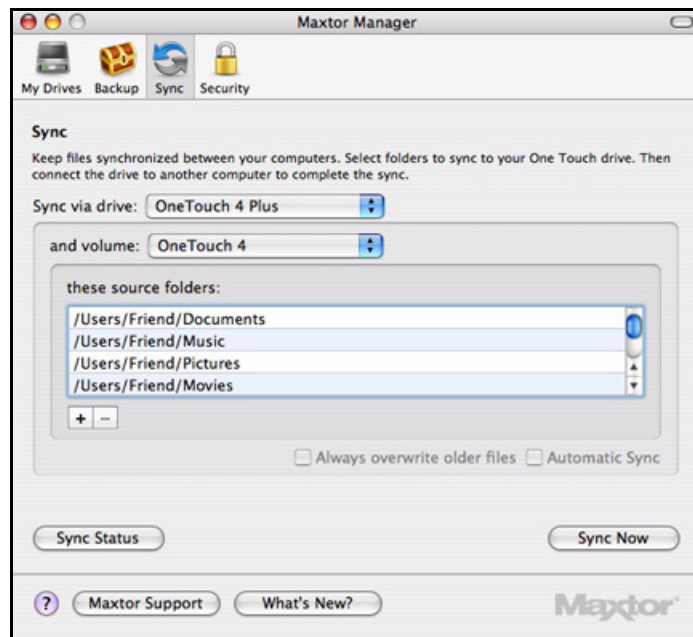 Maxtor Manager
My Drives Backup Sync Security
Sync
Keep files synchronized between your computers. Select folders to sync to your One Touch drive. Then
connect the drive to another computer to complete the sync.
Sync via drive: OneTouch 4 Plus
and volume: OneTouch 4
these source folders:
/Users/Friend/Documents
/Users/Friend/Music
/Users/Friend/Pictures
/Users/Friend/Movies
+ −
Always overwrite older files Automatic Sync
Sync Status Sync Now
? Maxtor Support What's New? Maxtor